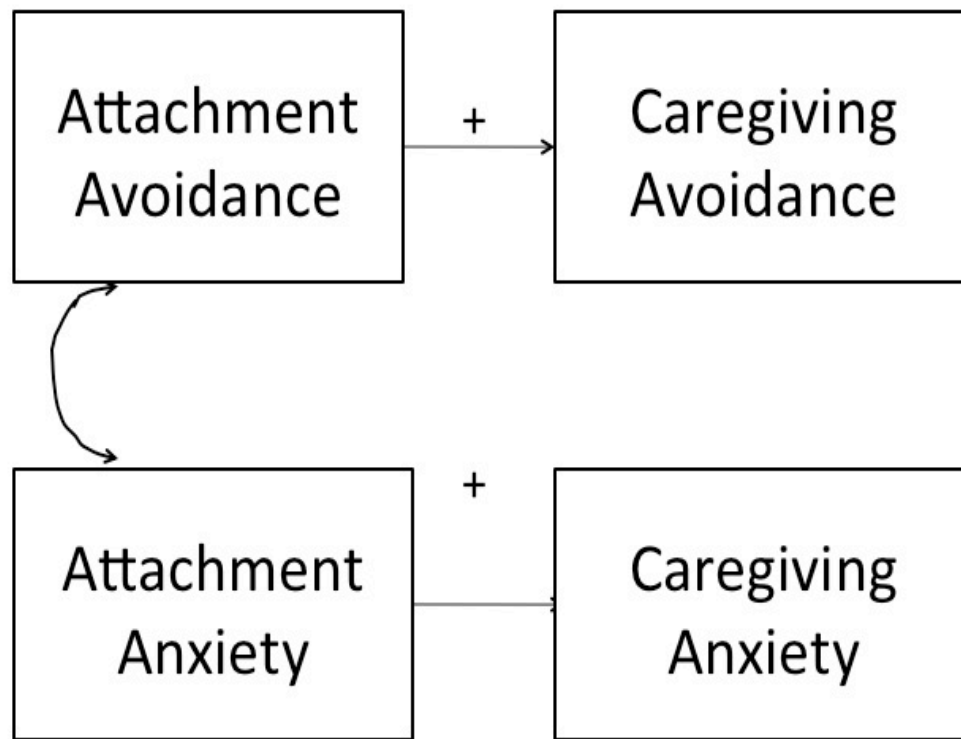 Attachment
Avoidance
+
Caregiving
Avoidance
Attachment
Anxiety
+
Caregiving
Anxiety